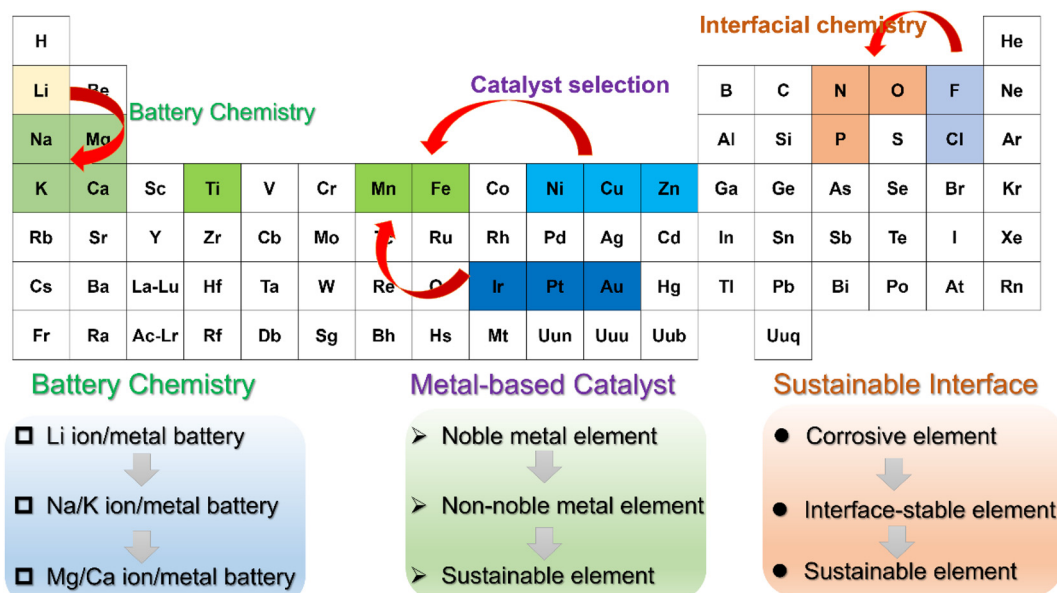 Interfacial chemistry
H He
Li Be B C N O F Ne
Battery Chemistry
Catalyst selection
Na Mg Al Si P S Cl Ar
K Ca Sc Ti V Cr Mn Fe Co Ni Cu Zn Ga Ge As Se Br Kr
Rb Sr Y Zr Cb Mo Tc Ru Rh Pd Ag Cd In Sn Sb Te I Xe
Cs Ba La-Lu Hf Ta W Re Ir Pt Au Hg Tl Pb Bi Po At Rn
Fr Ra Ac-Lr Rf Db Sg Bh Hs Mt Uun Uuu Uub Uuq
Battery Chemistry
Li ion/metal battery
Na/K ion/metal battery
Mg/Ca ion/metal battery
Metal-based Catalyst
Noble metal element
Non-noble metal element
Sustainable element
Sustainable Interface
Corrosive element
Interface-stable element
Sustainable element